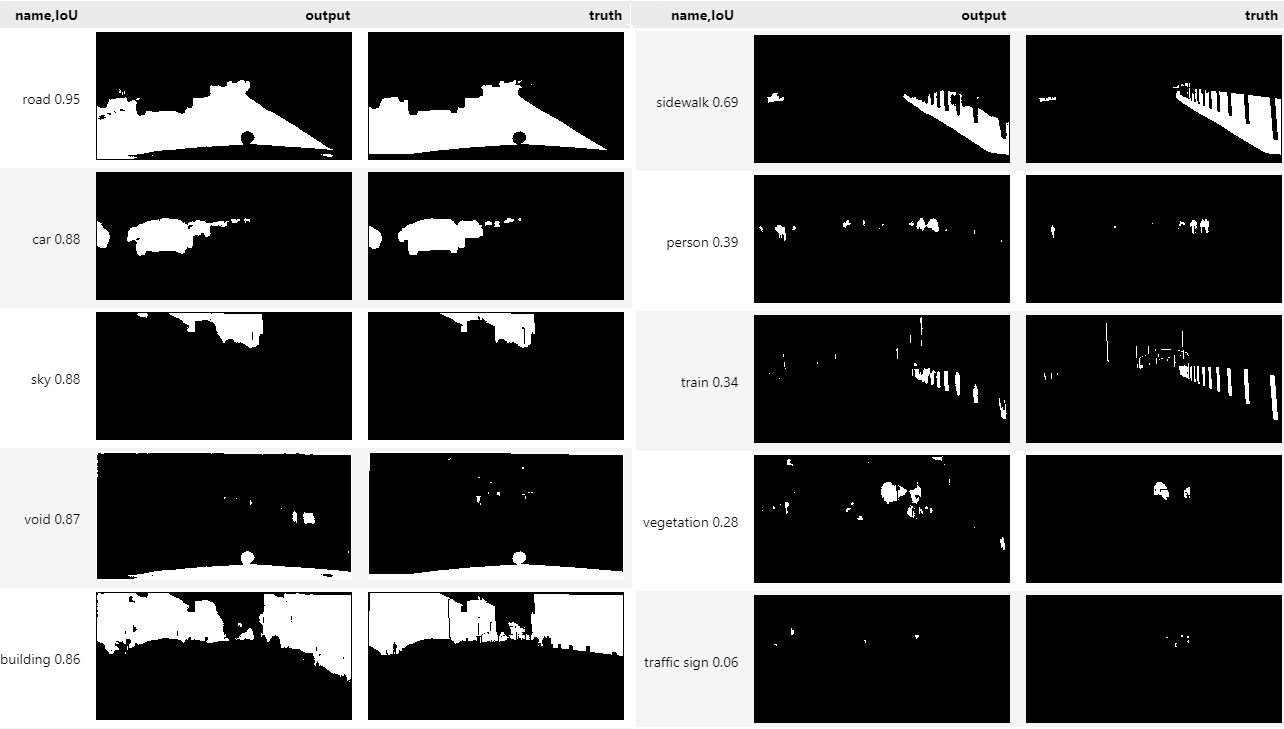 name,IoU output truth name,IoU output truth
road 0.95
sidewalk 0.69
car 0.88
person 0.39
sky 0.88
train 0.34
void 0.87
vegetation 0.28
building 0.86
traffic sign 0.06